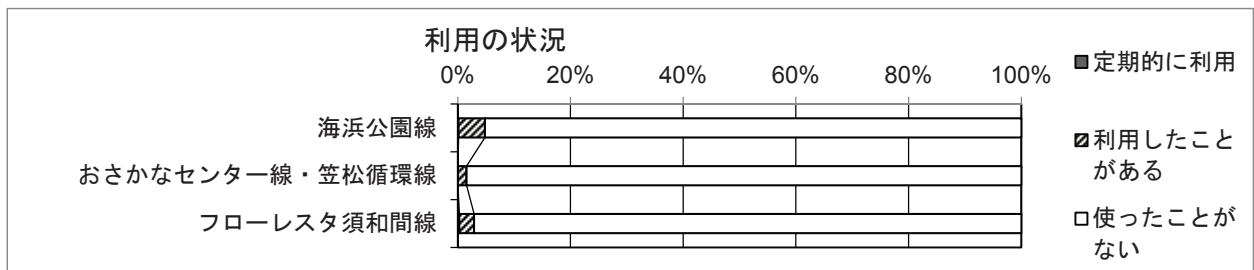 利用の状況
0% 20% 40% 60% 80% 100%
海浜公園線
おさかなセンター線・笠松循環線
フローレスタ須和間線
定期的に利用
利用したこと
がある
使ったことが
ない